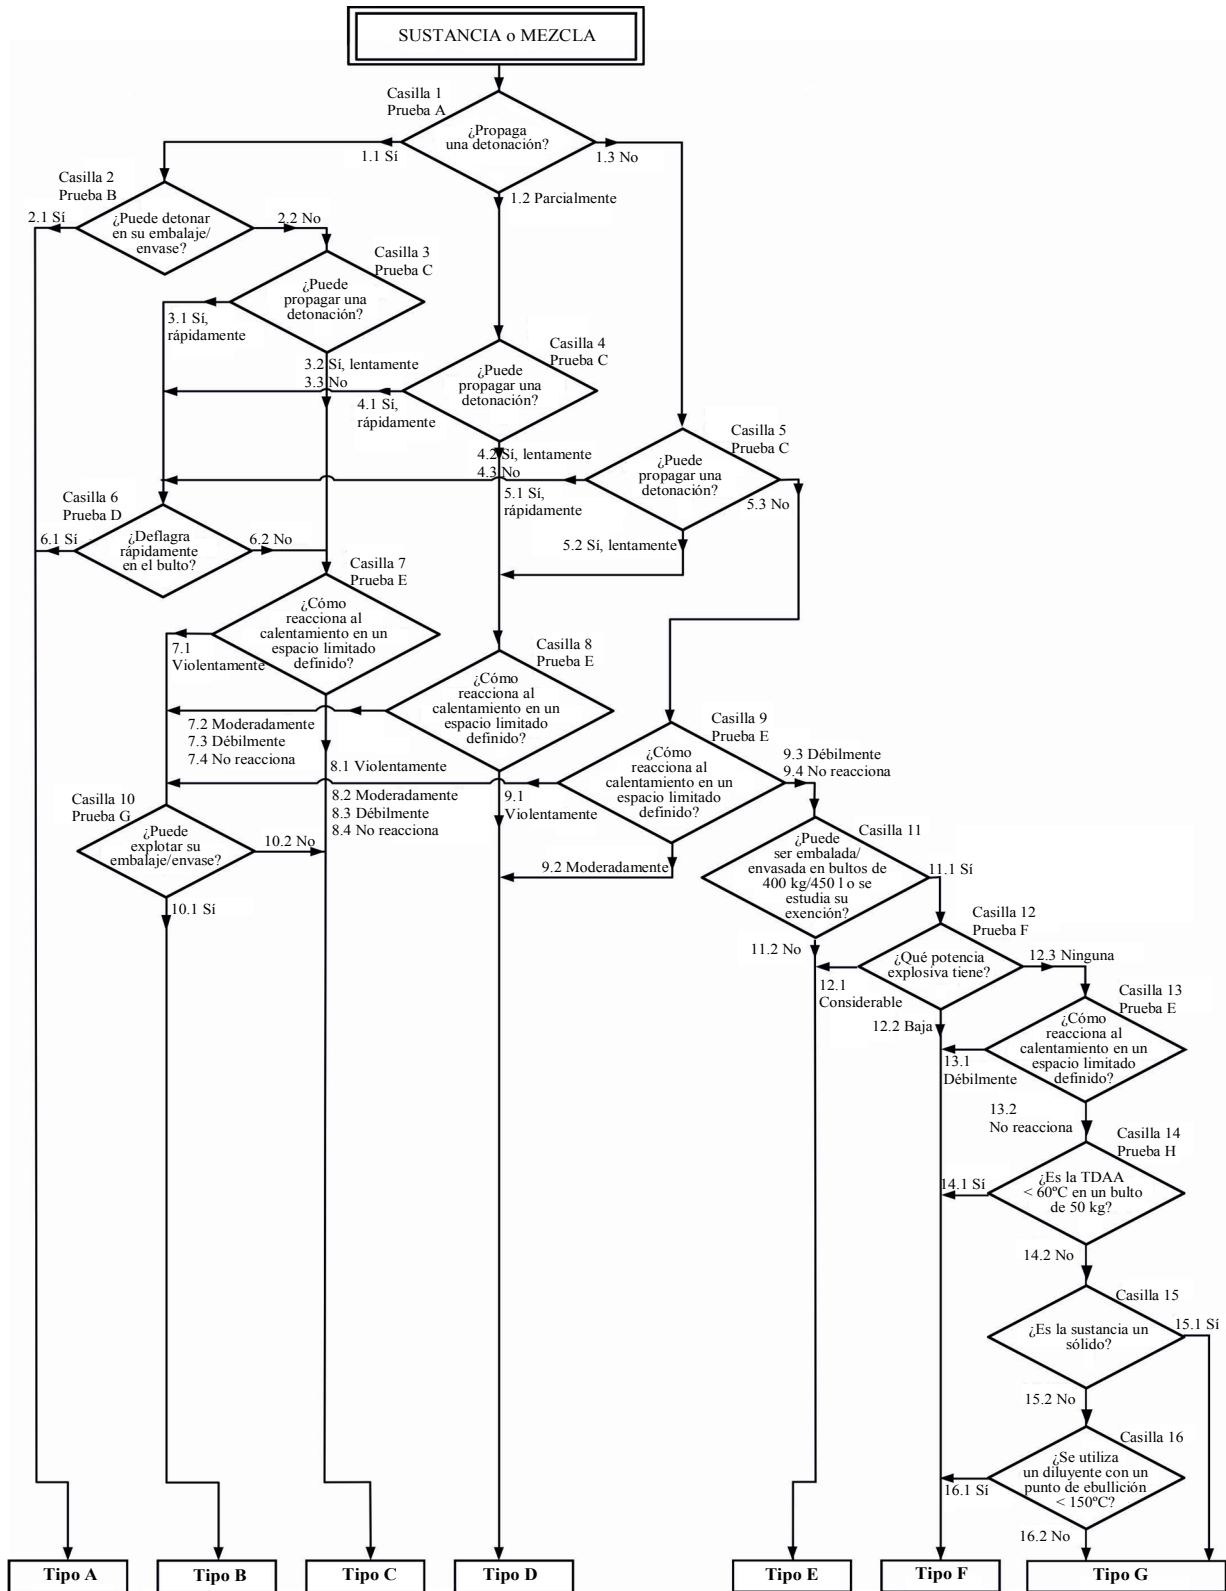 SUSTANCIA o MEZCLA
Casilla 1
Prueba A
¿Propaga
una detonación?
1.1 Sí
1.3 No
1.2 Parcialmente
Casilla 2
Prueba B
2.1 Sí
¿Puede detonar
en su embalaje/
envase?
2.2 No
Casilla 3
Prueba C
¿Puede
propagar una
detonación?
3.1 Sí,
rápidamente
3.2 Sí, lentamente
3.3 No
Casilla 4
Prueba C
¿Puede
propagar una
detonación?
4.1 Sí,
rápidamente
4.2 Sí, lentamente
4.3 No
Casilla 5
Prueba C
¿Puede
propagar una
detonación?
5.1 Sí,
rápidamente
5.3 No
5.2 Sí, lentamente
Casilla 6
Prueba D
6.1 Sí
¿Deflagra
rápidamente
en el bulto?
6.2 No
Casilla 7
Prueba E
¿Cómo
reacciona al
calentamiento en un
espacio limitado
definido?
7.1
Violentamente
7.2 Moderadamente
7.3 Débilmente
7.4 No reacciona
Casilla 8
Prueba E
¿Cómo
reacciona al
calentamiento en un
espacio limitado
definido?
8.1 Violentamente
8.2 Moderadamente
8.3 Débilmente
8.4 No reacciona
Casilla 9
Prueba E
¿Cómo
reacciona al
calentamiento en un
espacio limitado
definido?
9.3 Débilmente
9.4 No reacciona
9.1
Violentamente
9.2 Moderadamente
Casilla 10
Prueba G
¿Puede
explotar su
embalaje/envase?
10.2 No
10.1 Sí
Casilla 11
¿Puede
ser embalada/
envasada en bultos de
400 kg/450 l o se
estudia su
exención?
11.1 Sí
11.2 No
Casilla 12
Prueba F
¿Qué potencia
explosiva tiene?
12.3 Ninguna
12.1
Considerable
12.2 Baja
Casilla 13
Prueba E
¿Cómo
reacciona al
calentamiento en un
espacio limitado
definido?
13.1
Débilmente
13.2
No reacciona
Casilla 14
Prueba H
¿Es la TDAA
< 60ºC en un bulto
de 50 kg?
14.1 Sí
14.2 No
Casilla 15
¿Es la sustancia un
sólido?
15.1 Sí
15.2 No
Casilla 16
¿Se utiliza
un diluyente con un
punto de ebullición
< 150ºC?
16.1 Sí
16.2 No
Tipo A
Tipo B
Tipo C
Tipo D
Tipo E
Tipo F
Tipo G